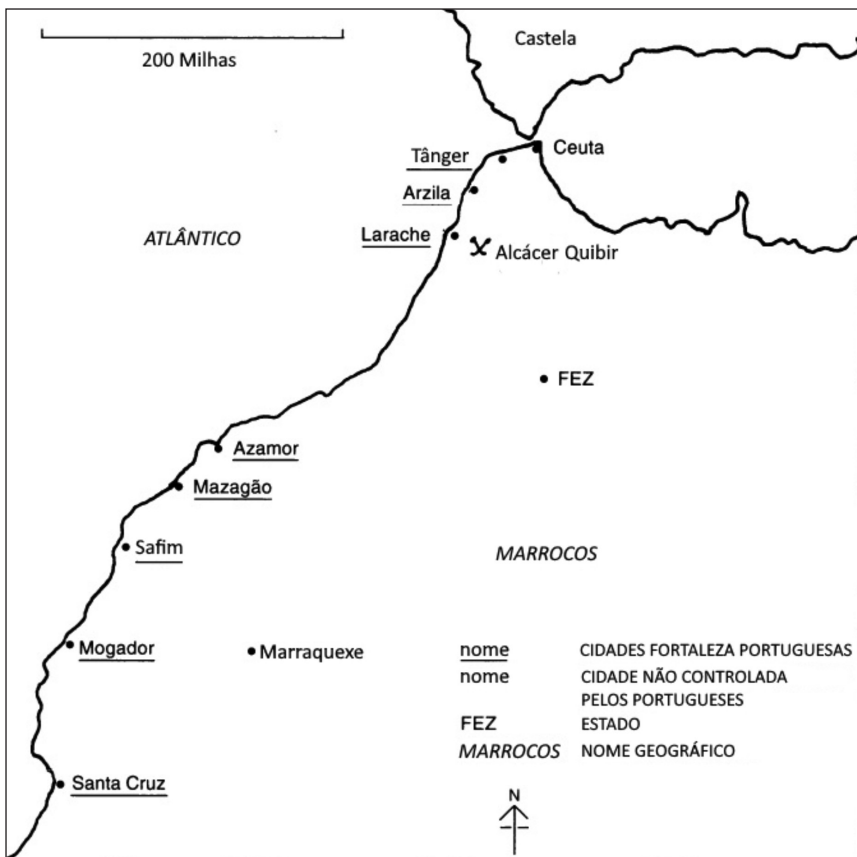 200 Milhas
Castela
Ceuta
Tânger
Arzila
ATLÂNTICO
Larache
Alcácer Quibir
FEZ
Azamor
Mazagão
Safim
MARROCOS
Mogador
Marraquexe
nome CIDADES FORTALEZA PORTUGUESAS
nome CIDADE NÃO CONTROLADA
PELOS PORTUGUESES
FEZ ESTADO
MARROCOS NOME GEOGRÁFICO
Santa Cruz
N